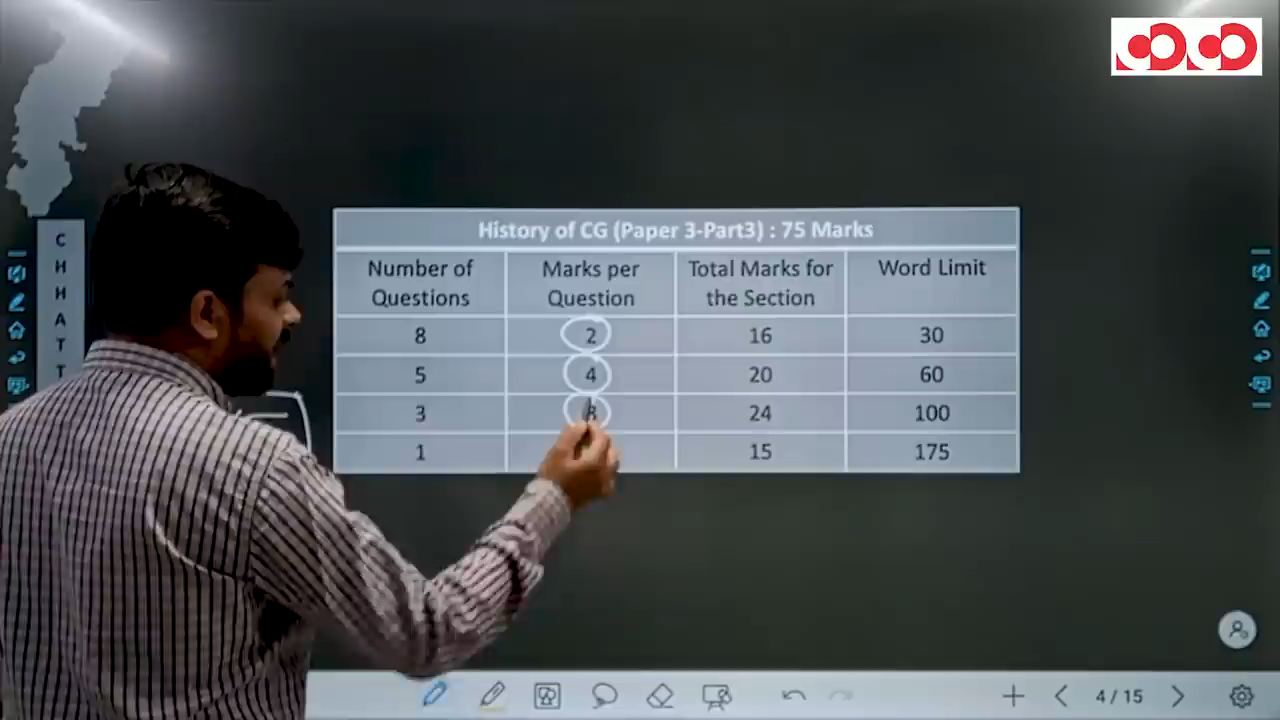 C
H
H
A
T
T
History of CG (Paper 3-Part3) : 75 Marks
Number of Questions | Marks per Question | Total Marks for the Section | Word Limit
8 | 2 | 16 | 30
5 | 4 | 20 | 60
3 | 8 | 24 | 100
1 | | 15 | 175
4 / 15